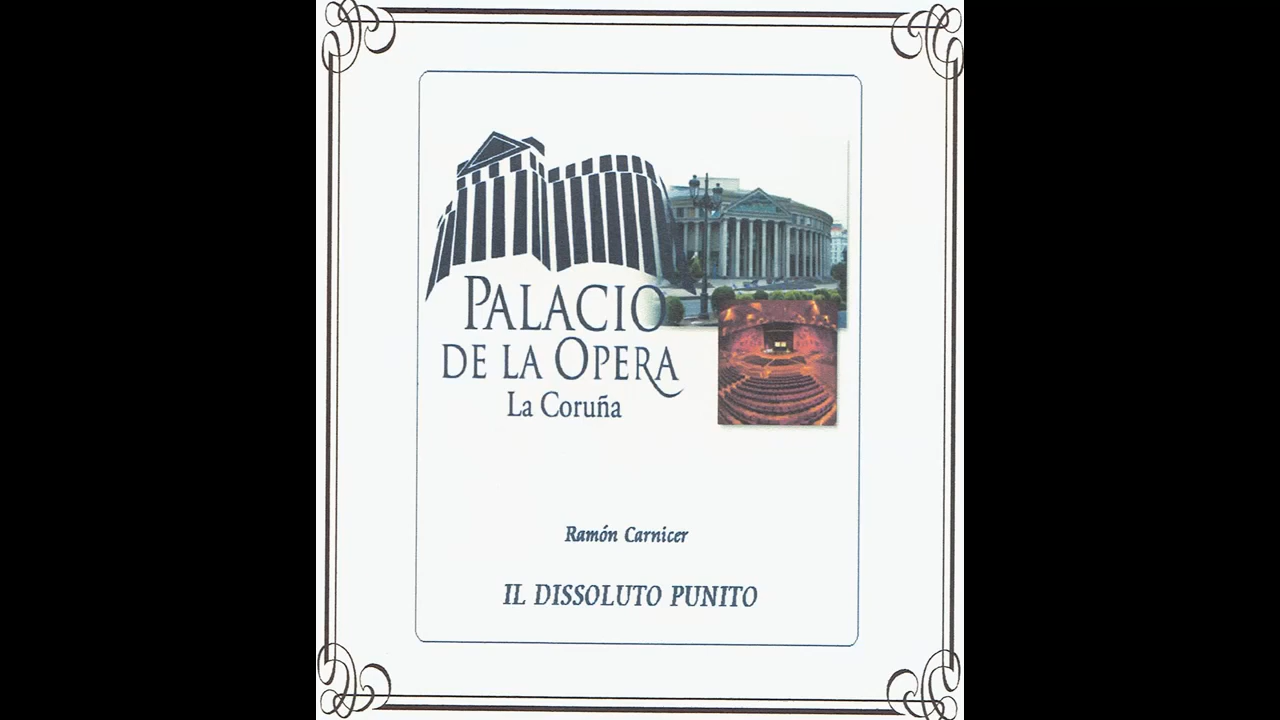 PALACIO
DE LA OPERA
La Coruña
Ramón Carnicer
IL DISSOLUTO PUNITO